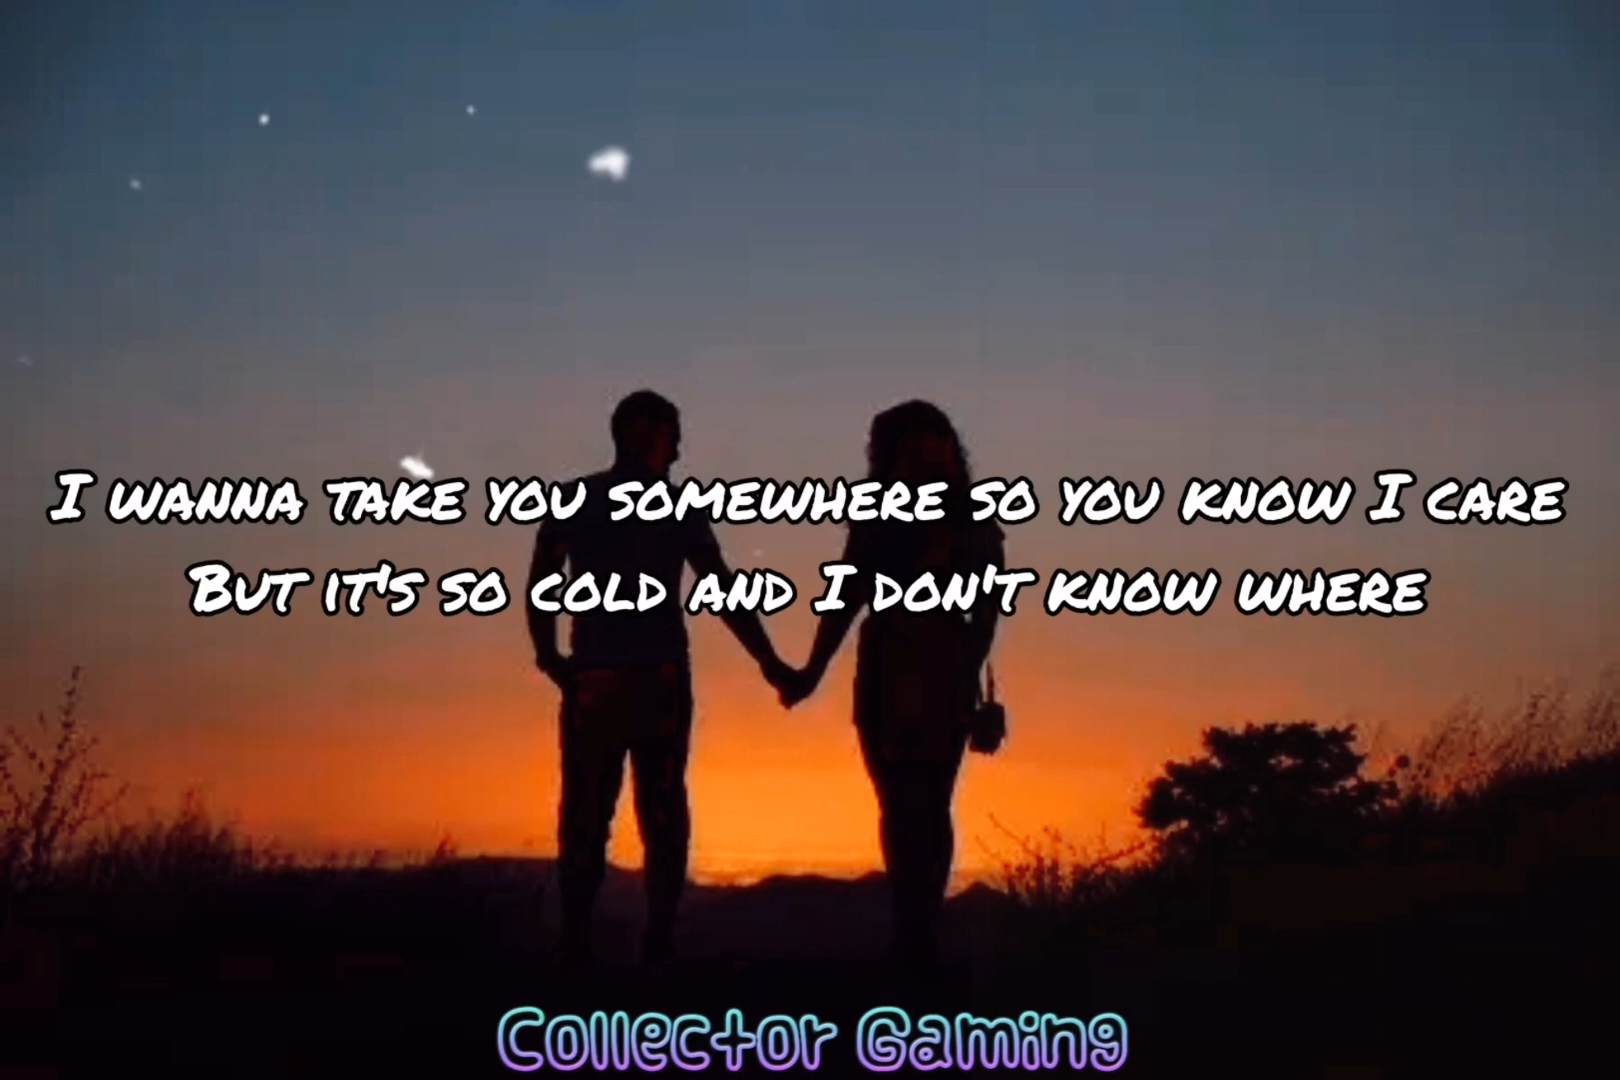 I wanna take you somewhere so you know I care
But it's so cold and I don't know where
Collector Gaming